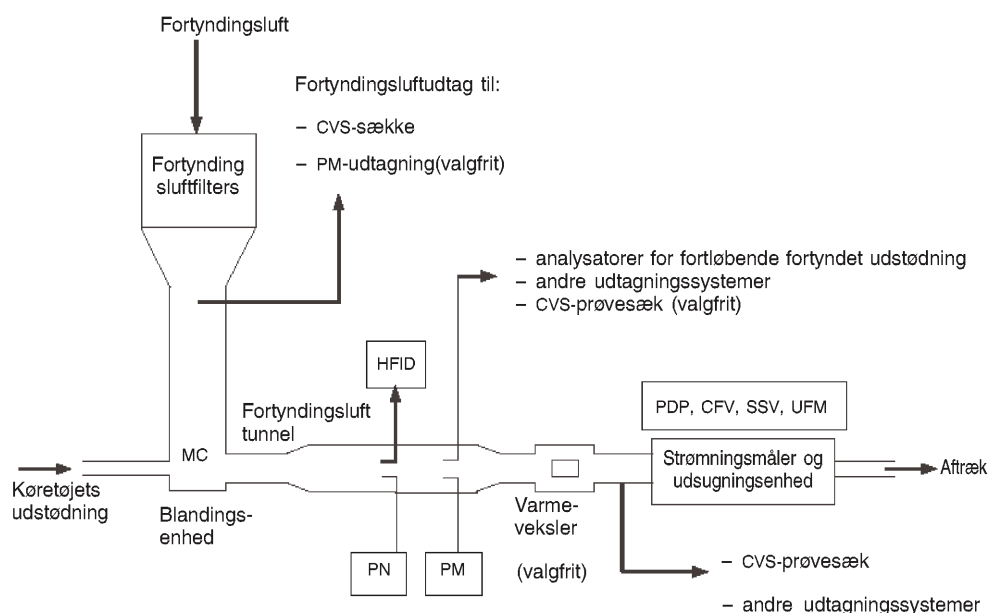 Fortyndingsluft
Fortyndingsluftudtag til:
– CVS-sække
– PM-udtagning(valgfrit)
Fortynding
sluftfilters
– analysatorer for fortløbende fortyndet udstødning
– andre udtagningssystemer
– CVS-prøvesæk (valgfrit)
HFID
PDP, CFV, SSV, UFM
Fortyndingsluft
tunnel
MC
Strømningsmåler og
udsugningsenhed
Aftræk
Køretøjets
udstødning
Blandings-
enhed
Varme-
veksler
PN
PM
(valgfrit)
– CVS-prøvesæk
– andre udtagningssystemer